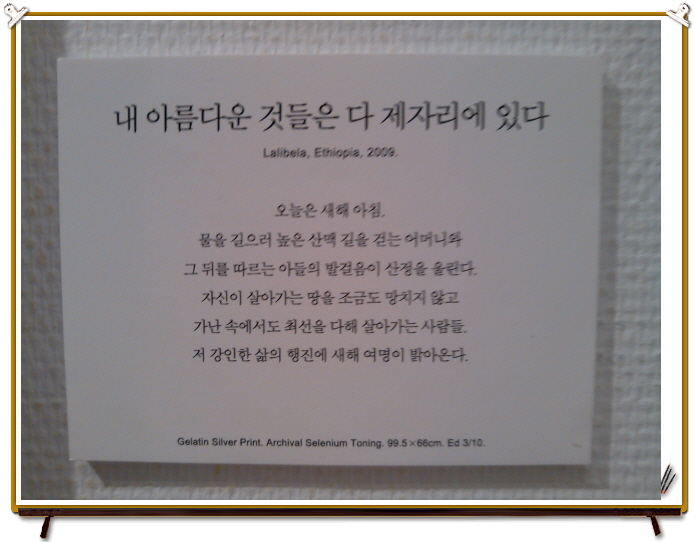 내 아름다운 것들은 다 제자리에 있다
Lalibela, Ethiopia, 2009.
오늘은 새해 아침.
물을 길으러 높은 산맥 길을 걷는 어머니와
그 뒤를 따르는 아들의 발걸음이 산정을 울린다.
자신이 살아가는 땅을 조금도 망치지 않고
가난 속에서도 최선을 다해 살아가는 사람들.
저 강인한 삶의 행진에 새해 여명이 밝아온다.
Gelatin Silver Print. Archival Selenium Toning. 99.5×66cm. Ed 3/10.